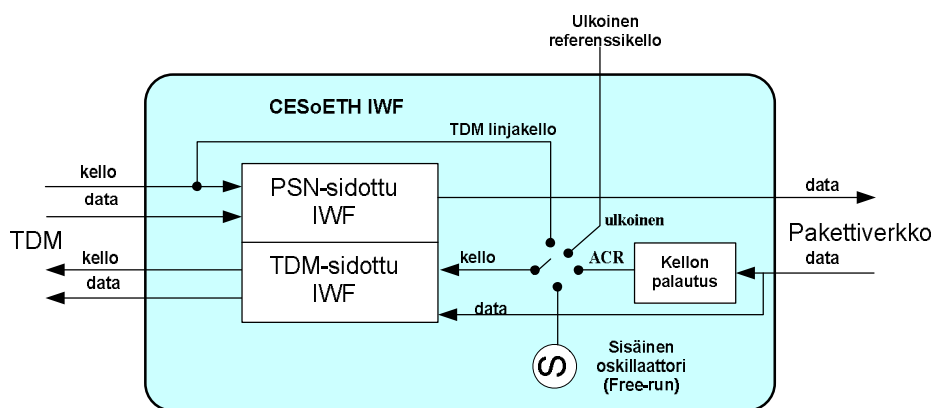 Ulkoinen
referenssikello
CESoETH IWF
TDM linjakello
kello
data
PSN-sidottu
IWF
data
ulkoinen
TDM
Pakettiverkko
kello
data
TDM-sidottu
IWF
kello
ACR
Kellon
palautus
data
data
Sisäinen
oskillaattori
(Free-run)